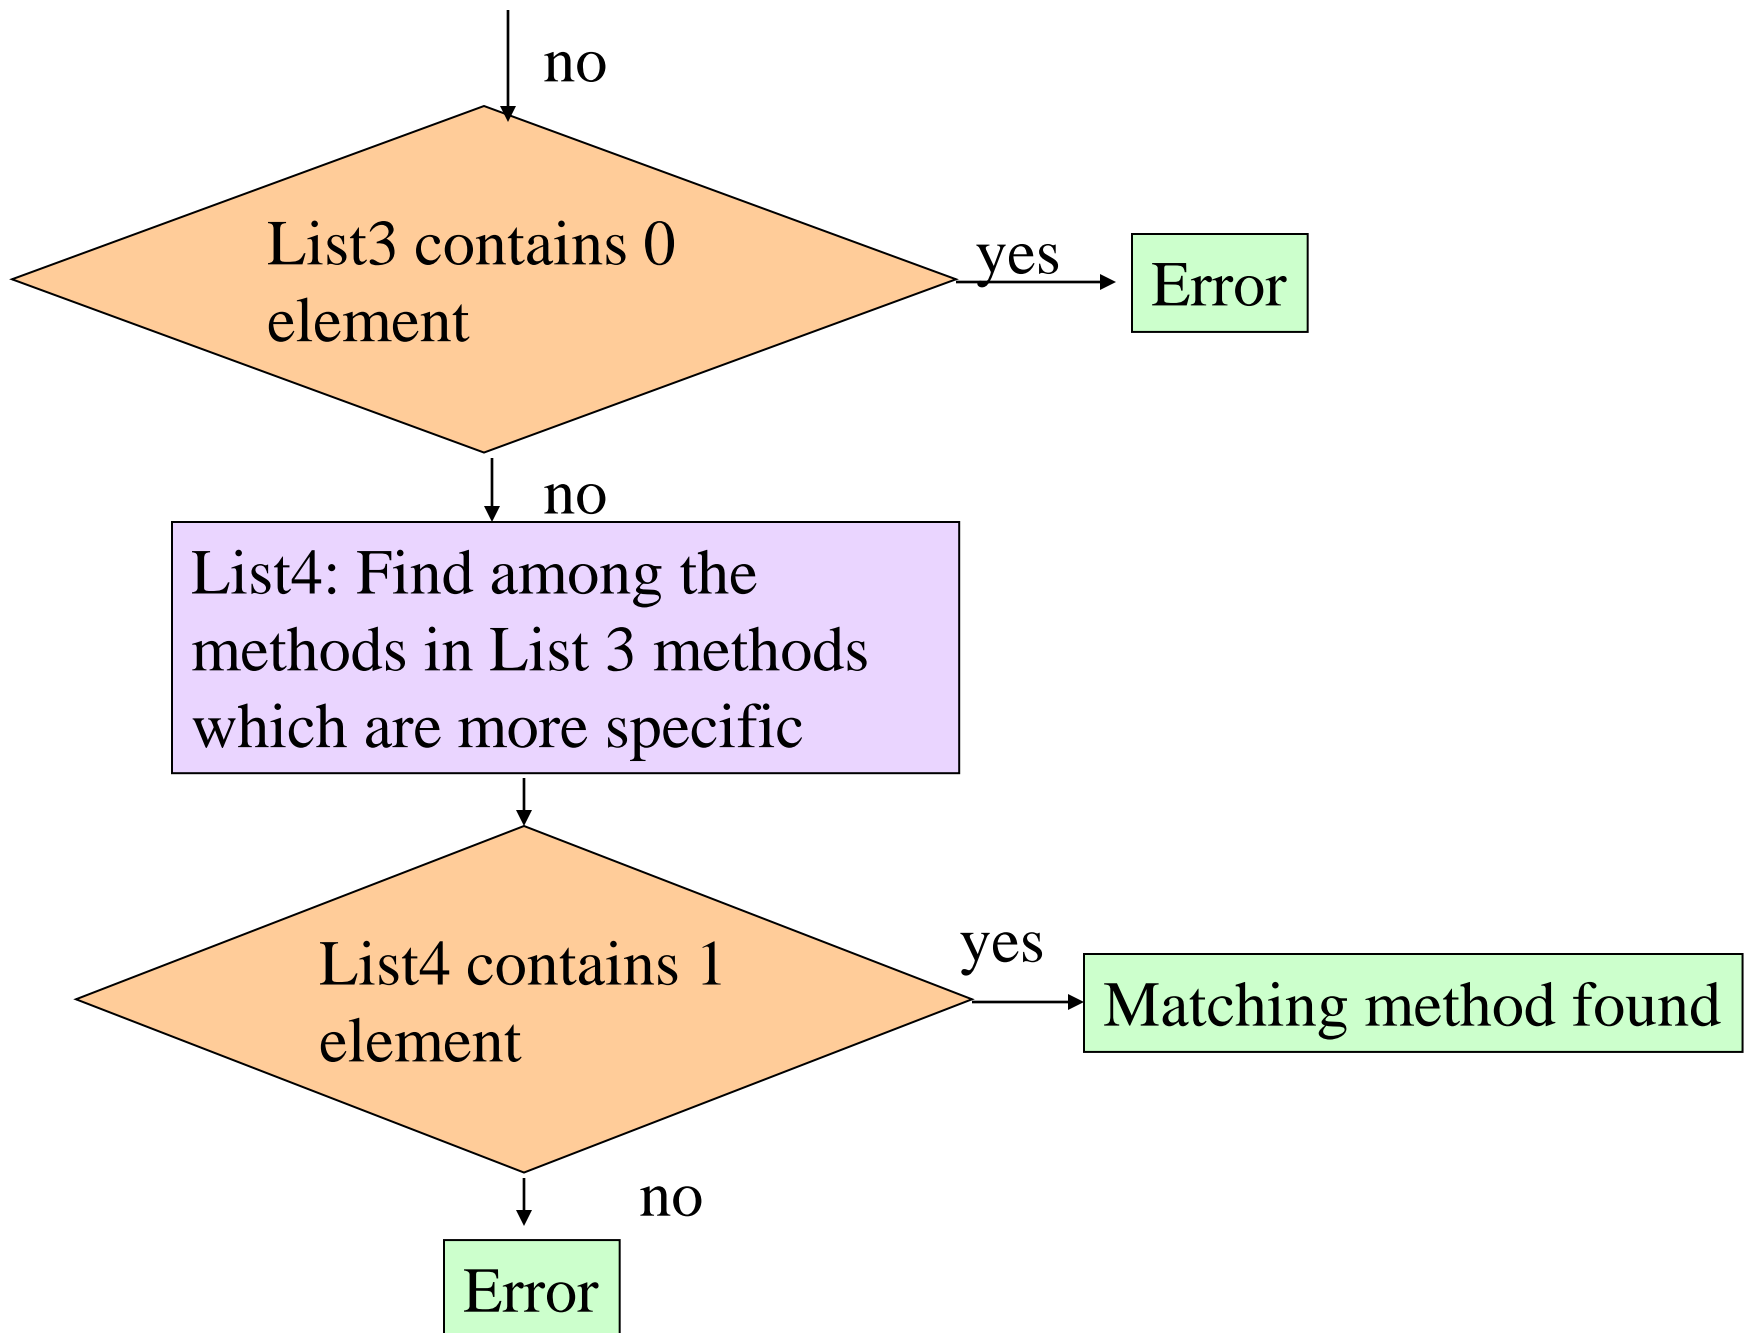 no
List3 contains 0
element
yes
Error
no
List4: Find among the
methods in List 3 methods
which are more specific
List4 contains 1
element
yes
Matching method found
no
Error